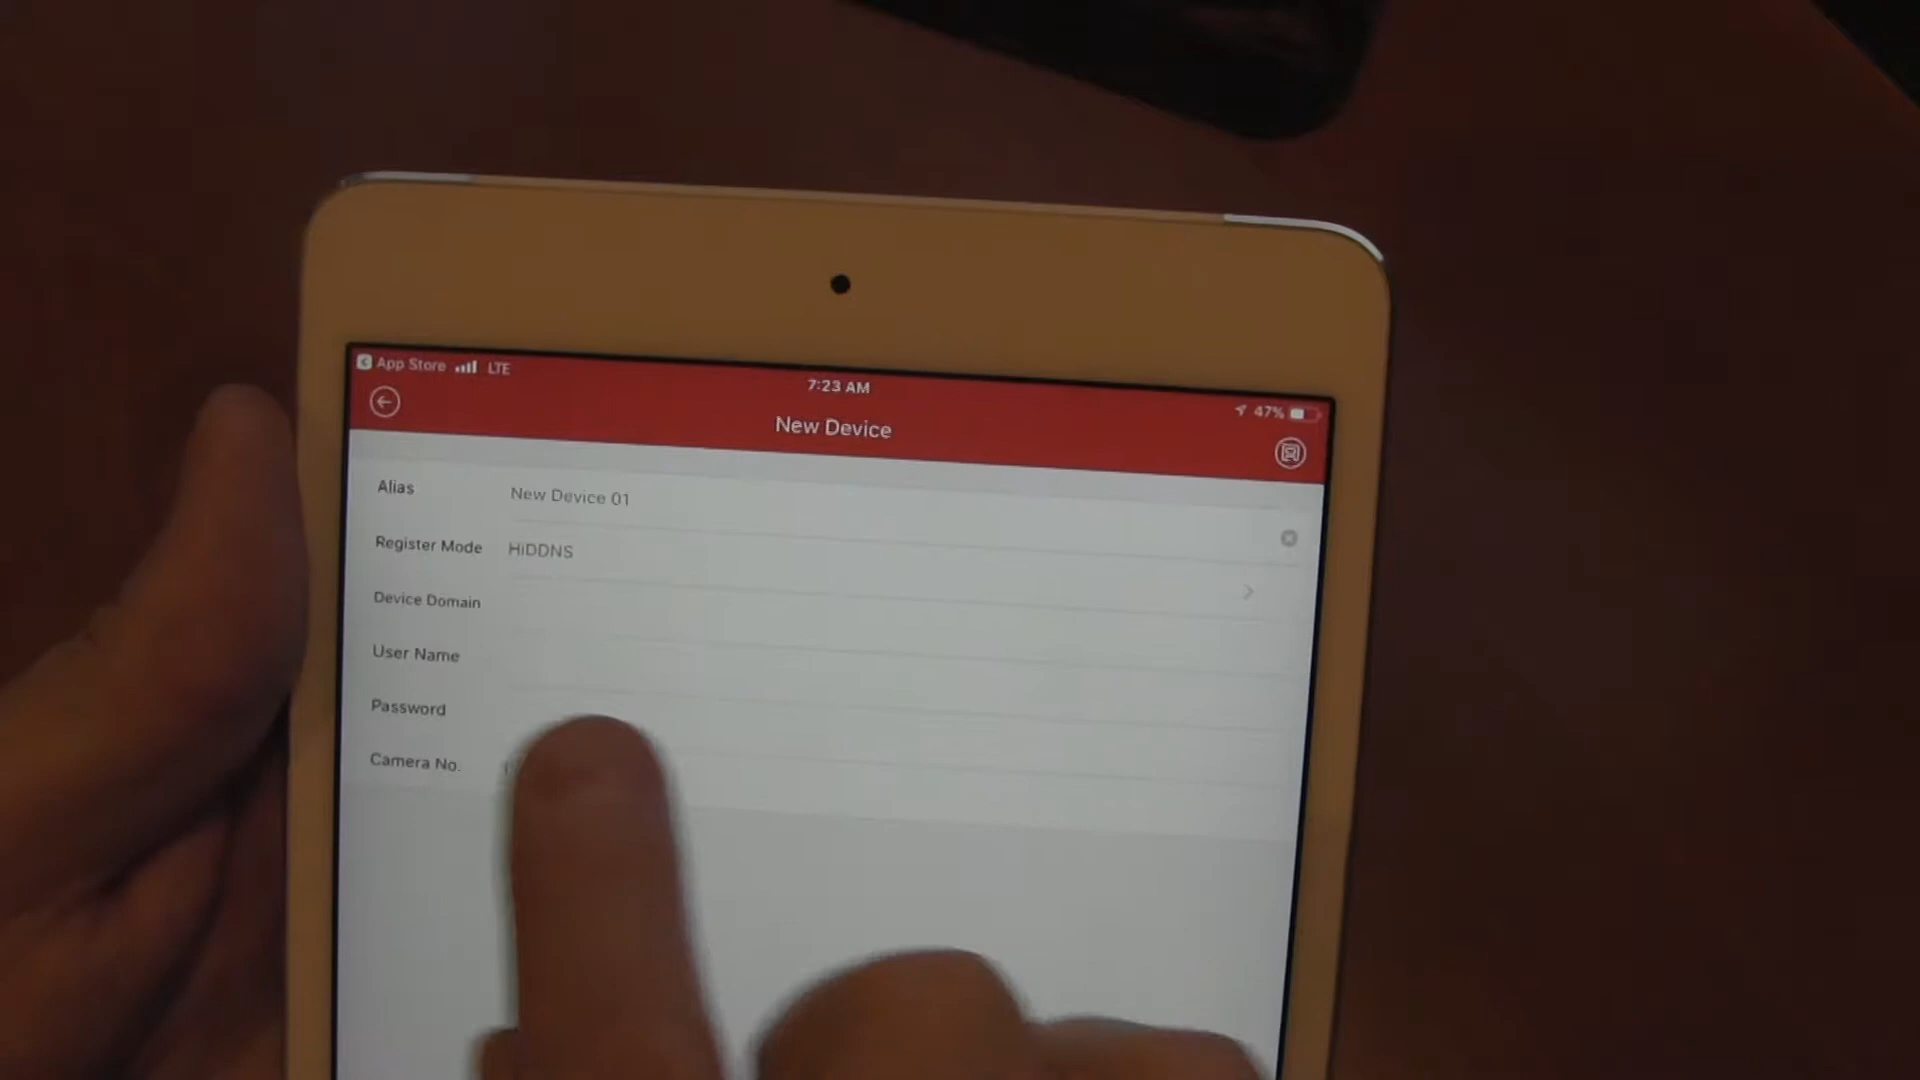 App Store LTE
7:23 AM
47%
New Device
Alias New Device 01
Register Mode HiDDNS
Device Domain
User Name
Password
Camera No.